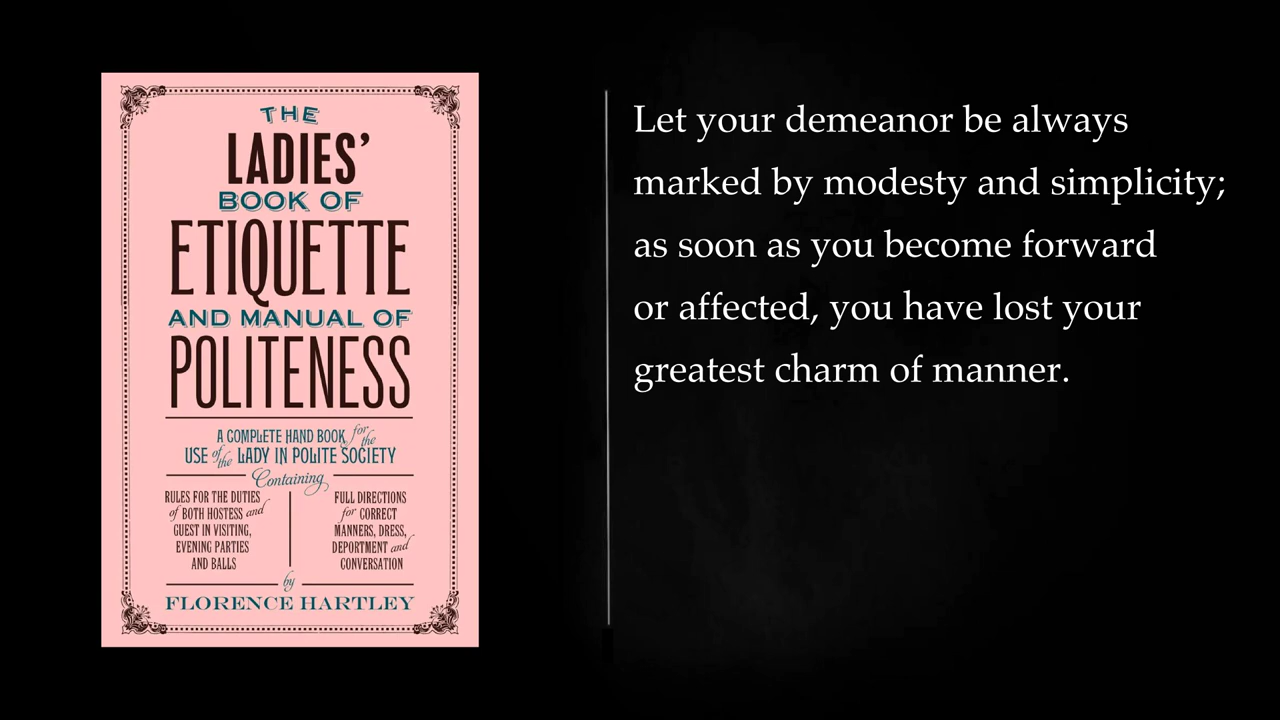 THE
LADIES'
BOOK OF
ETIQUETTE
AND MANUAL OF
POLITENESS
A COMPLETE HAND BOOK for the
USE of the LADY IN POLITE SOCIETY
Containing
RULES FOR THE DUTIES
of BOTH HOSTESS and
GUEST IN VISITING,
EVENING PARTIES
AND BALLS
FULL DIRECTIONS
for CORRECT
MANNERS, DRESS,
DEPORTMENT and
CONVERSATION
by
FLORENCE HARTLEY
Let your demeanor be always
marked by modesty and simplicity;
as soon as you become forward
or affected, you have lost your
greatest charm of manner.